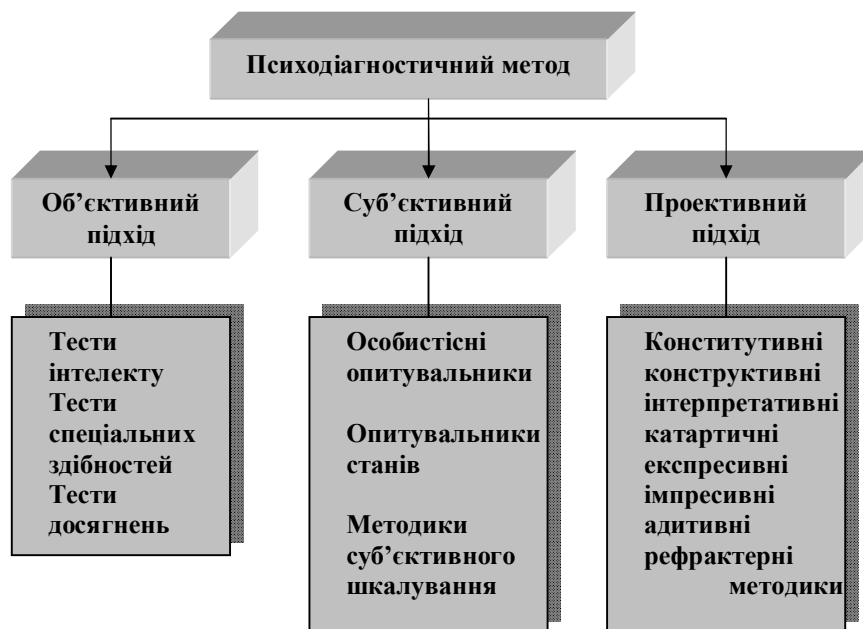 Психодіагностичний метод
Об’єктивний
підхід
Суб’єктивний
підхід
Проективний
підхід
Тести
інтелекту
Тести
спеціальних
здібностей
Тести
досягнень
Особистісні
опитувальники
Опитувальники
станів
Методики
суб’єктивного
шкалування
Конститутивні
конструктивні
інтерпретативні
катартичні
експресивні
імпресивні
адитивні
рефрактерні
методики